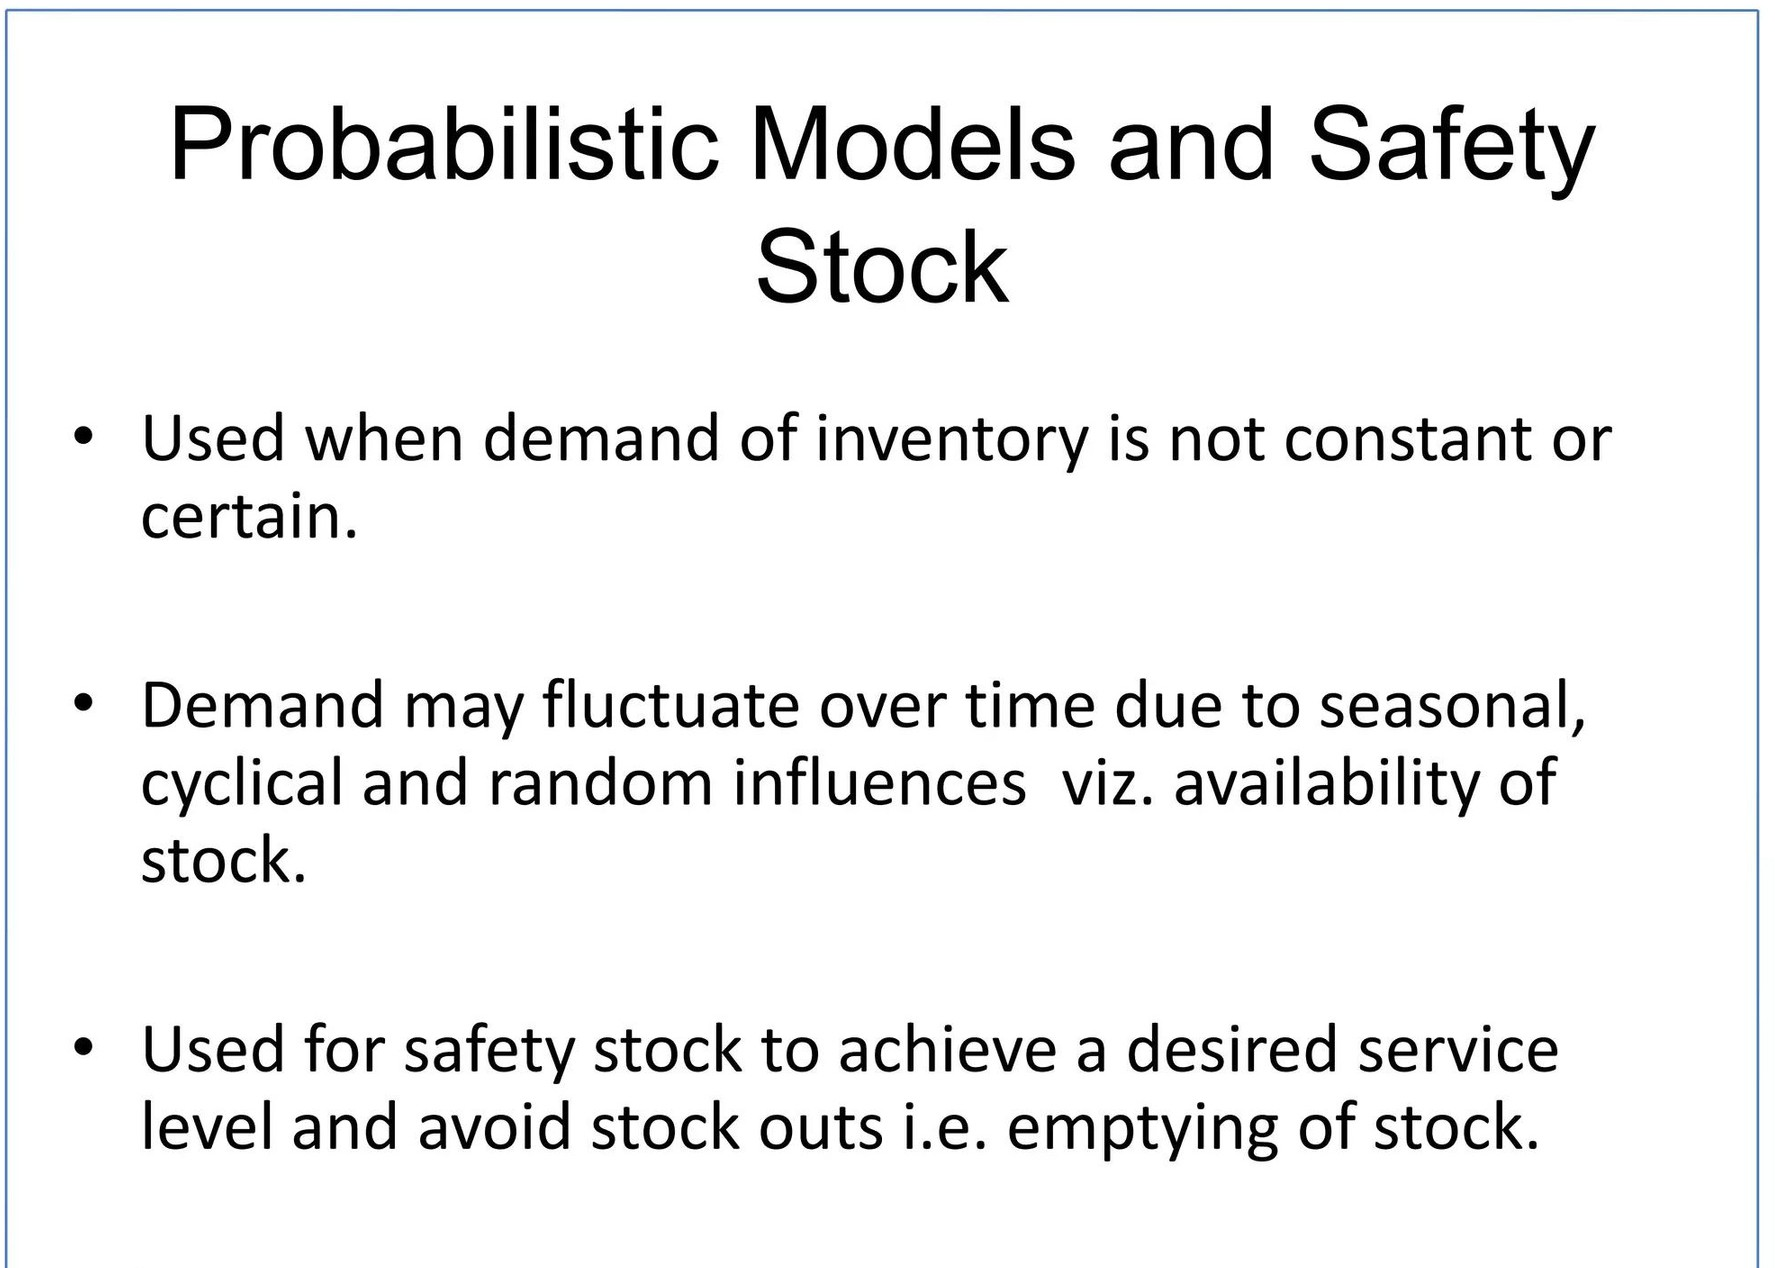 Probabilistic Models and Safety
Stock
• Used when demand of inventory is not constant or
certain.
• Demand may fluctuate over time due to seasonal,
cyclical and random influences  viz. availability of
stock.
• Used for safety stock to achieve a desired service
level and avoid stock outs i.e. emptying of stock.